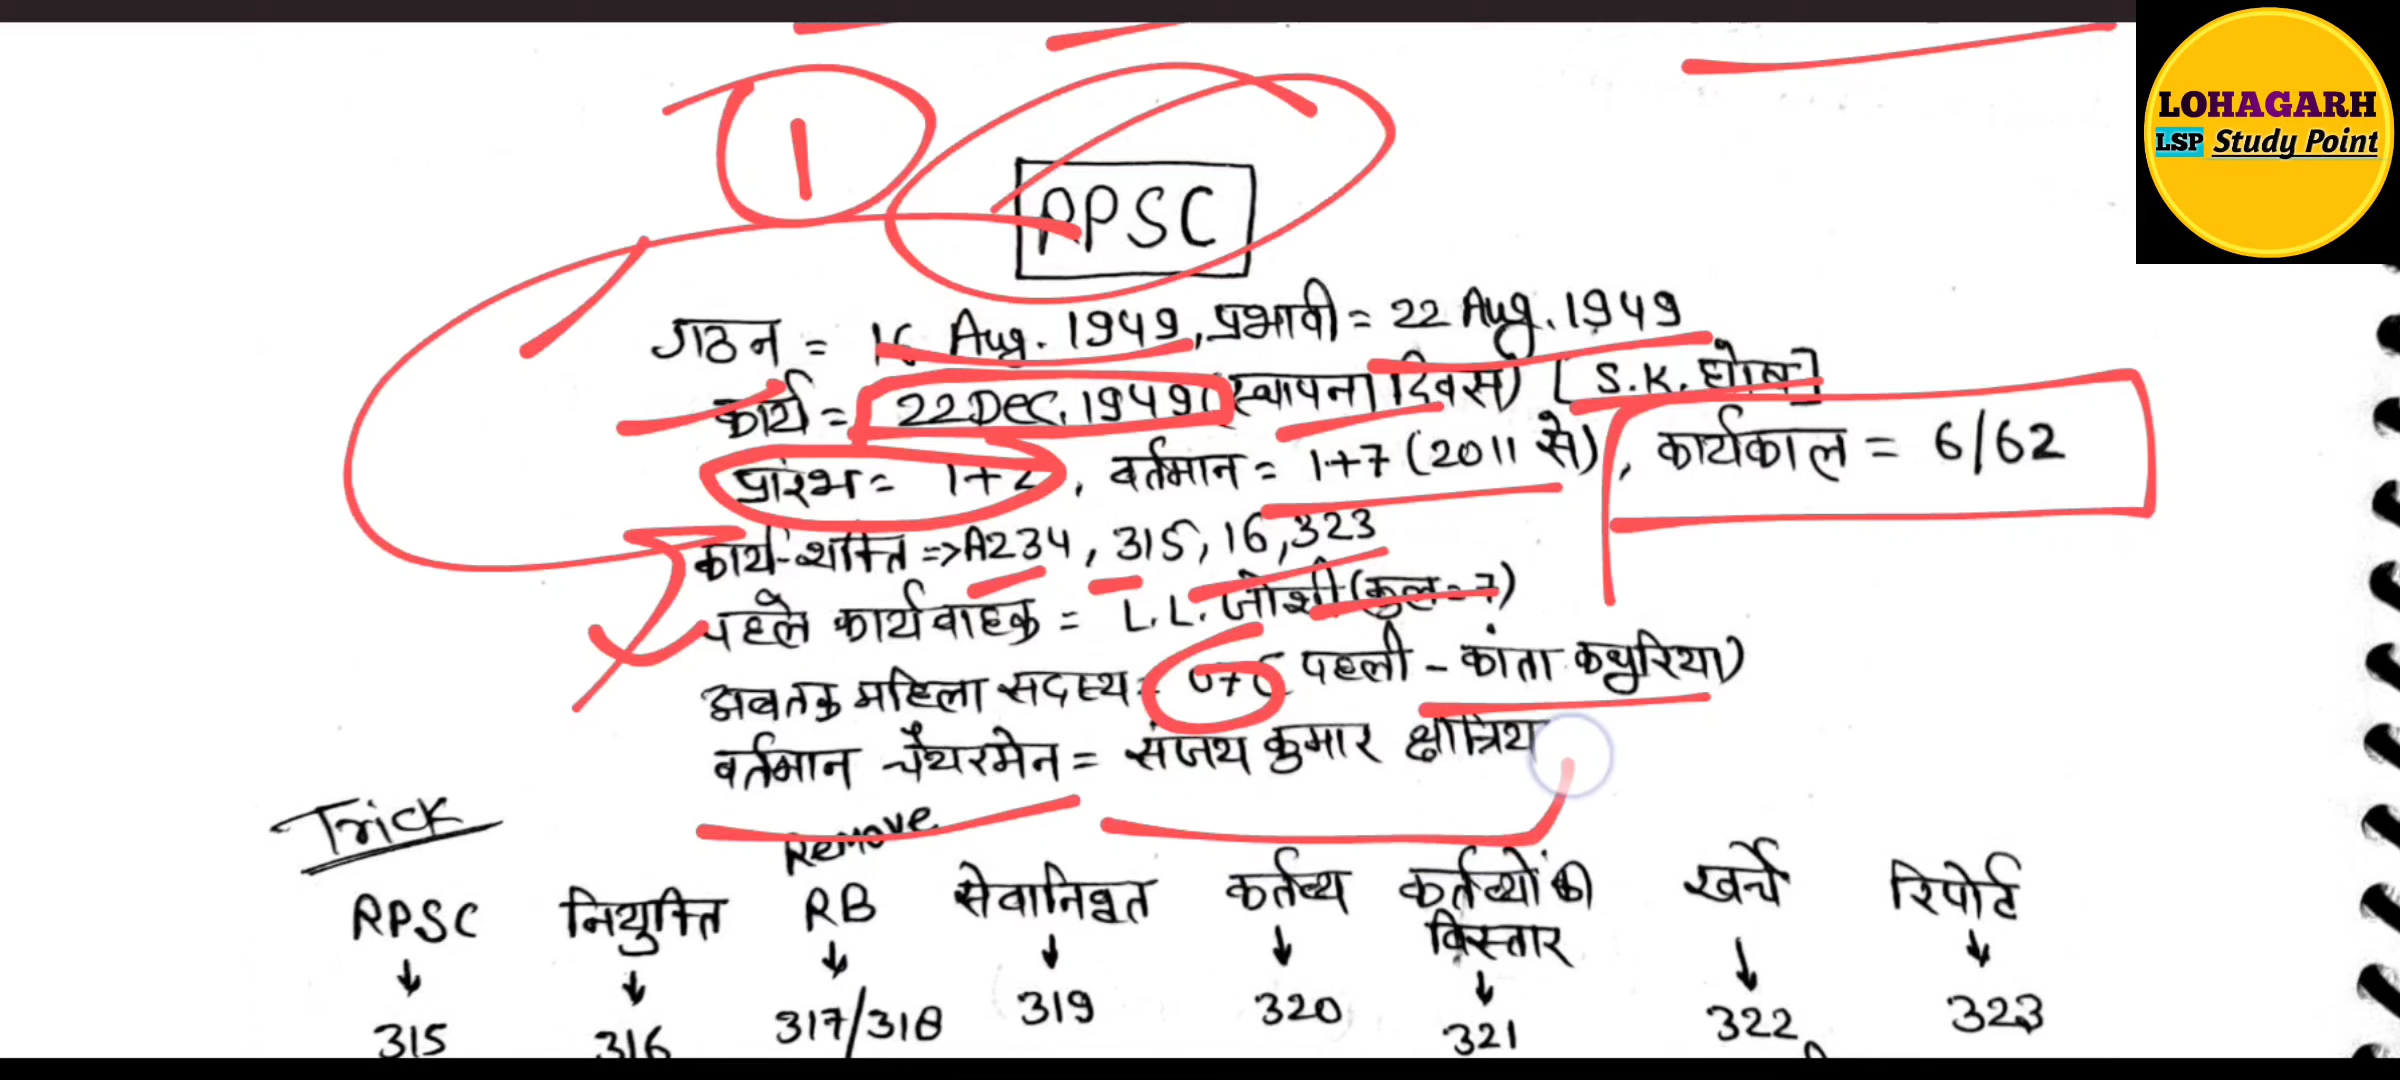 LOHAGARH
LSP Study Point
1
RPSC
गठन = 16 Aug. 1949, प्रभावी = 22 Aug. 1949
कार्य = 22 Dec. 1949 (स्थापना दिवस) [S.K. घोष]
प्रारंभ = 1+2, वर्तमान = 1+7 (2011 से), कार्यकाल = 6/62
कार्य-शक्ति => A234, 315, 16, 323
पहले कार्यवाहक = L.L. जोशी (कुल = 7)
अबतक महिला सदस्य = पहली - कांता कथुरिया)
वर्तमान चैयरमेन = संजय कुमार क्षोत्रिय
Trick
Remove
RPSC नियुक्ति RB सेवानिवृत कर्तव्य कर्तव्यों का विस्तार खर्चे रिपोर्ट
315 316 317/318 319 320 321 322 323